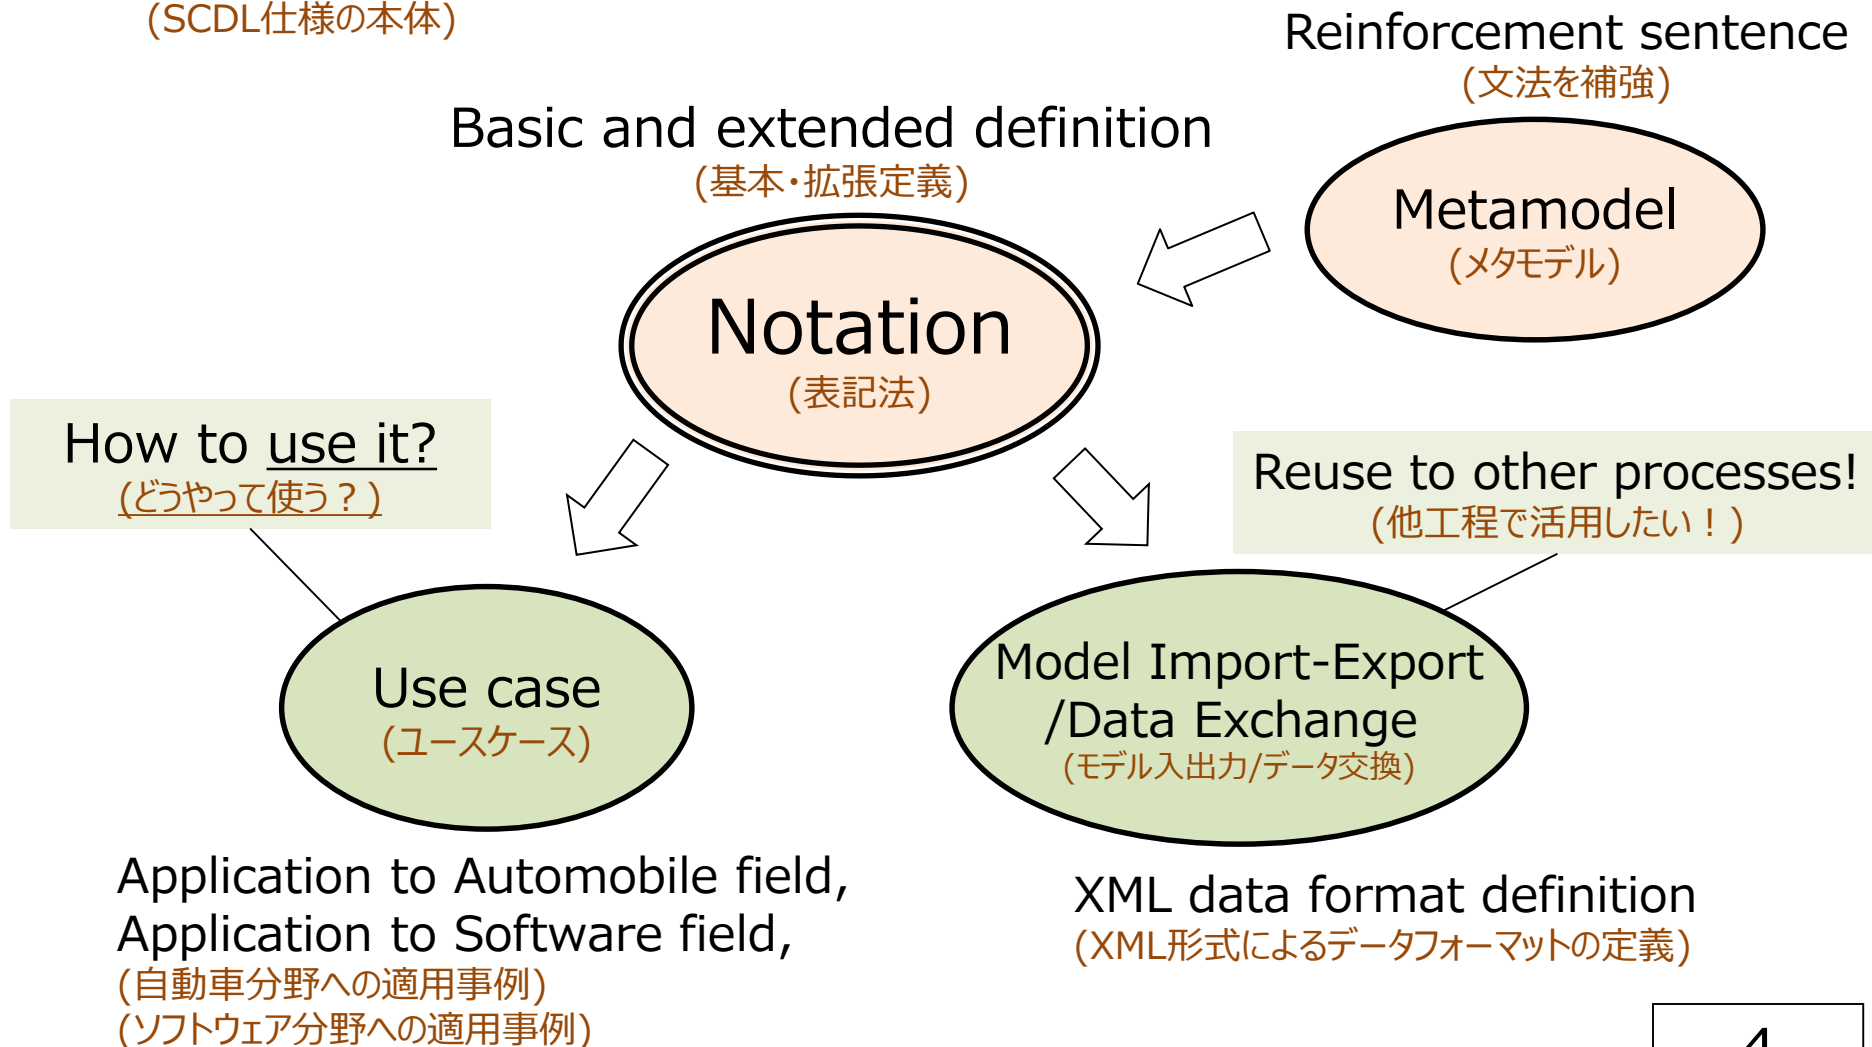 (SCDL仕様の本体)
Reinforcement sentence
(文法を補強)
Basic and extended definition
(基本・拡張定義)
Metamodel
(メタモデル)
Notation
(表記法)
How to use it?
(どうやって使う？)
Reuse to other processes!
(他工程で活用したい！)
Use case
(ユースケース)
Model Import-Export
/Data Exchange
(モデル入出力/データ交換)
Application to Automobile field,
Application to Software field,
(自動車分野への適用事例)
(ソフトウェア分野への適用事例)
XML data format definition
(XML形式によるデータフォーマットの定義)
4